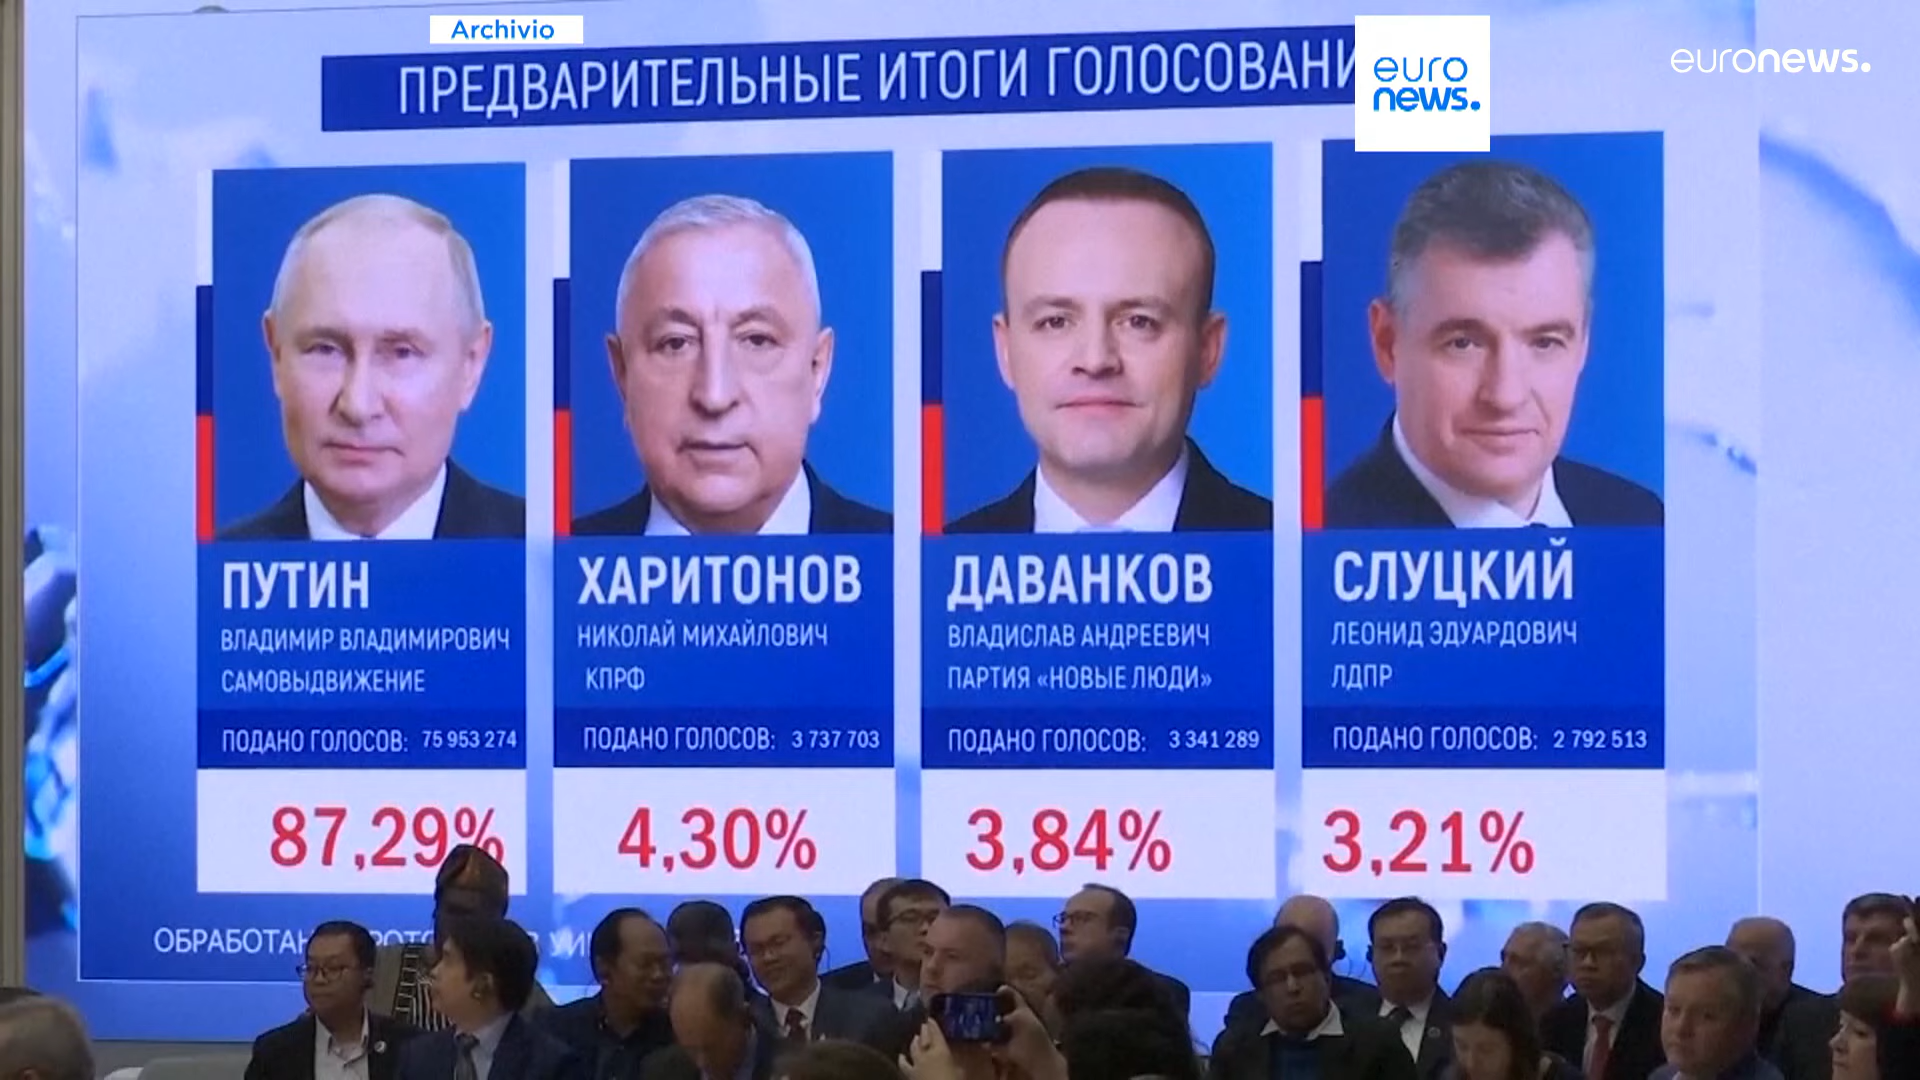 Archivio
euronews.
euro
news.
ПРЕДВАРИТЕЛЬНЫЕ ИТОГИ ГОЛОСОВАНИ
ПУТИН
ВЛАДИМИР ВЛАДИМИРОВИЧ
САМОВЫДВИЖЕНИЕ
ПОДАНО ГОЛОСОВ: 75 953 274
87,29%
ХАРИТОНОВ
НИКОЛАЙ МИХАЙЛОВИЧ
КПРФ
ПОДАНО ГОЛОСОВ: 3 737 703
4,30%
ДАВАНКОВ
ВЛАДИСЛАВ АНДРЕЕВИЧ
ПАРТИЯ «НОВЫЕ ЛЮДИ»
ПОДАНО ГОЛОСОВ: 3 341 289
3,84%
СЛУЦКИЙ
ЛЕОНИД ЭДУАРДОВИЧ
ЛДПР
ПОДАНО ГОЛОСОВ: 2 792 513
3,21%